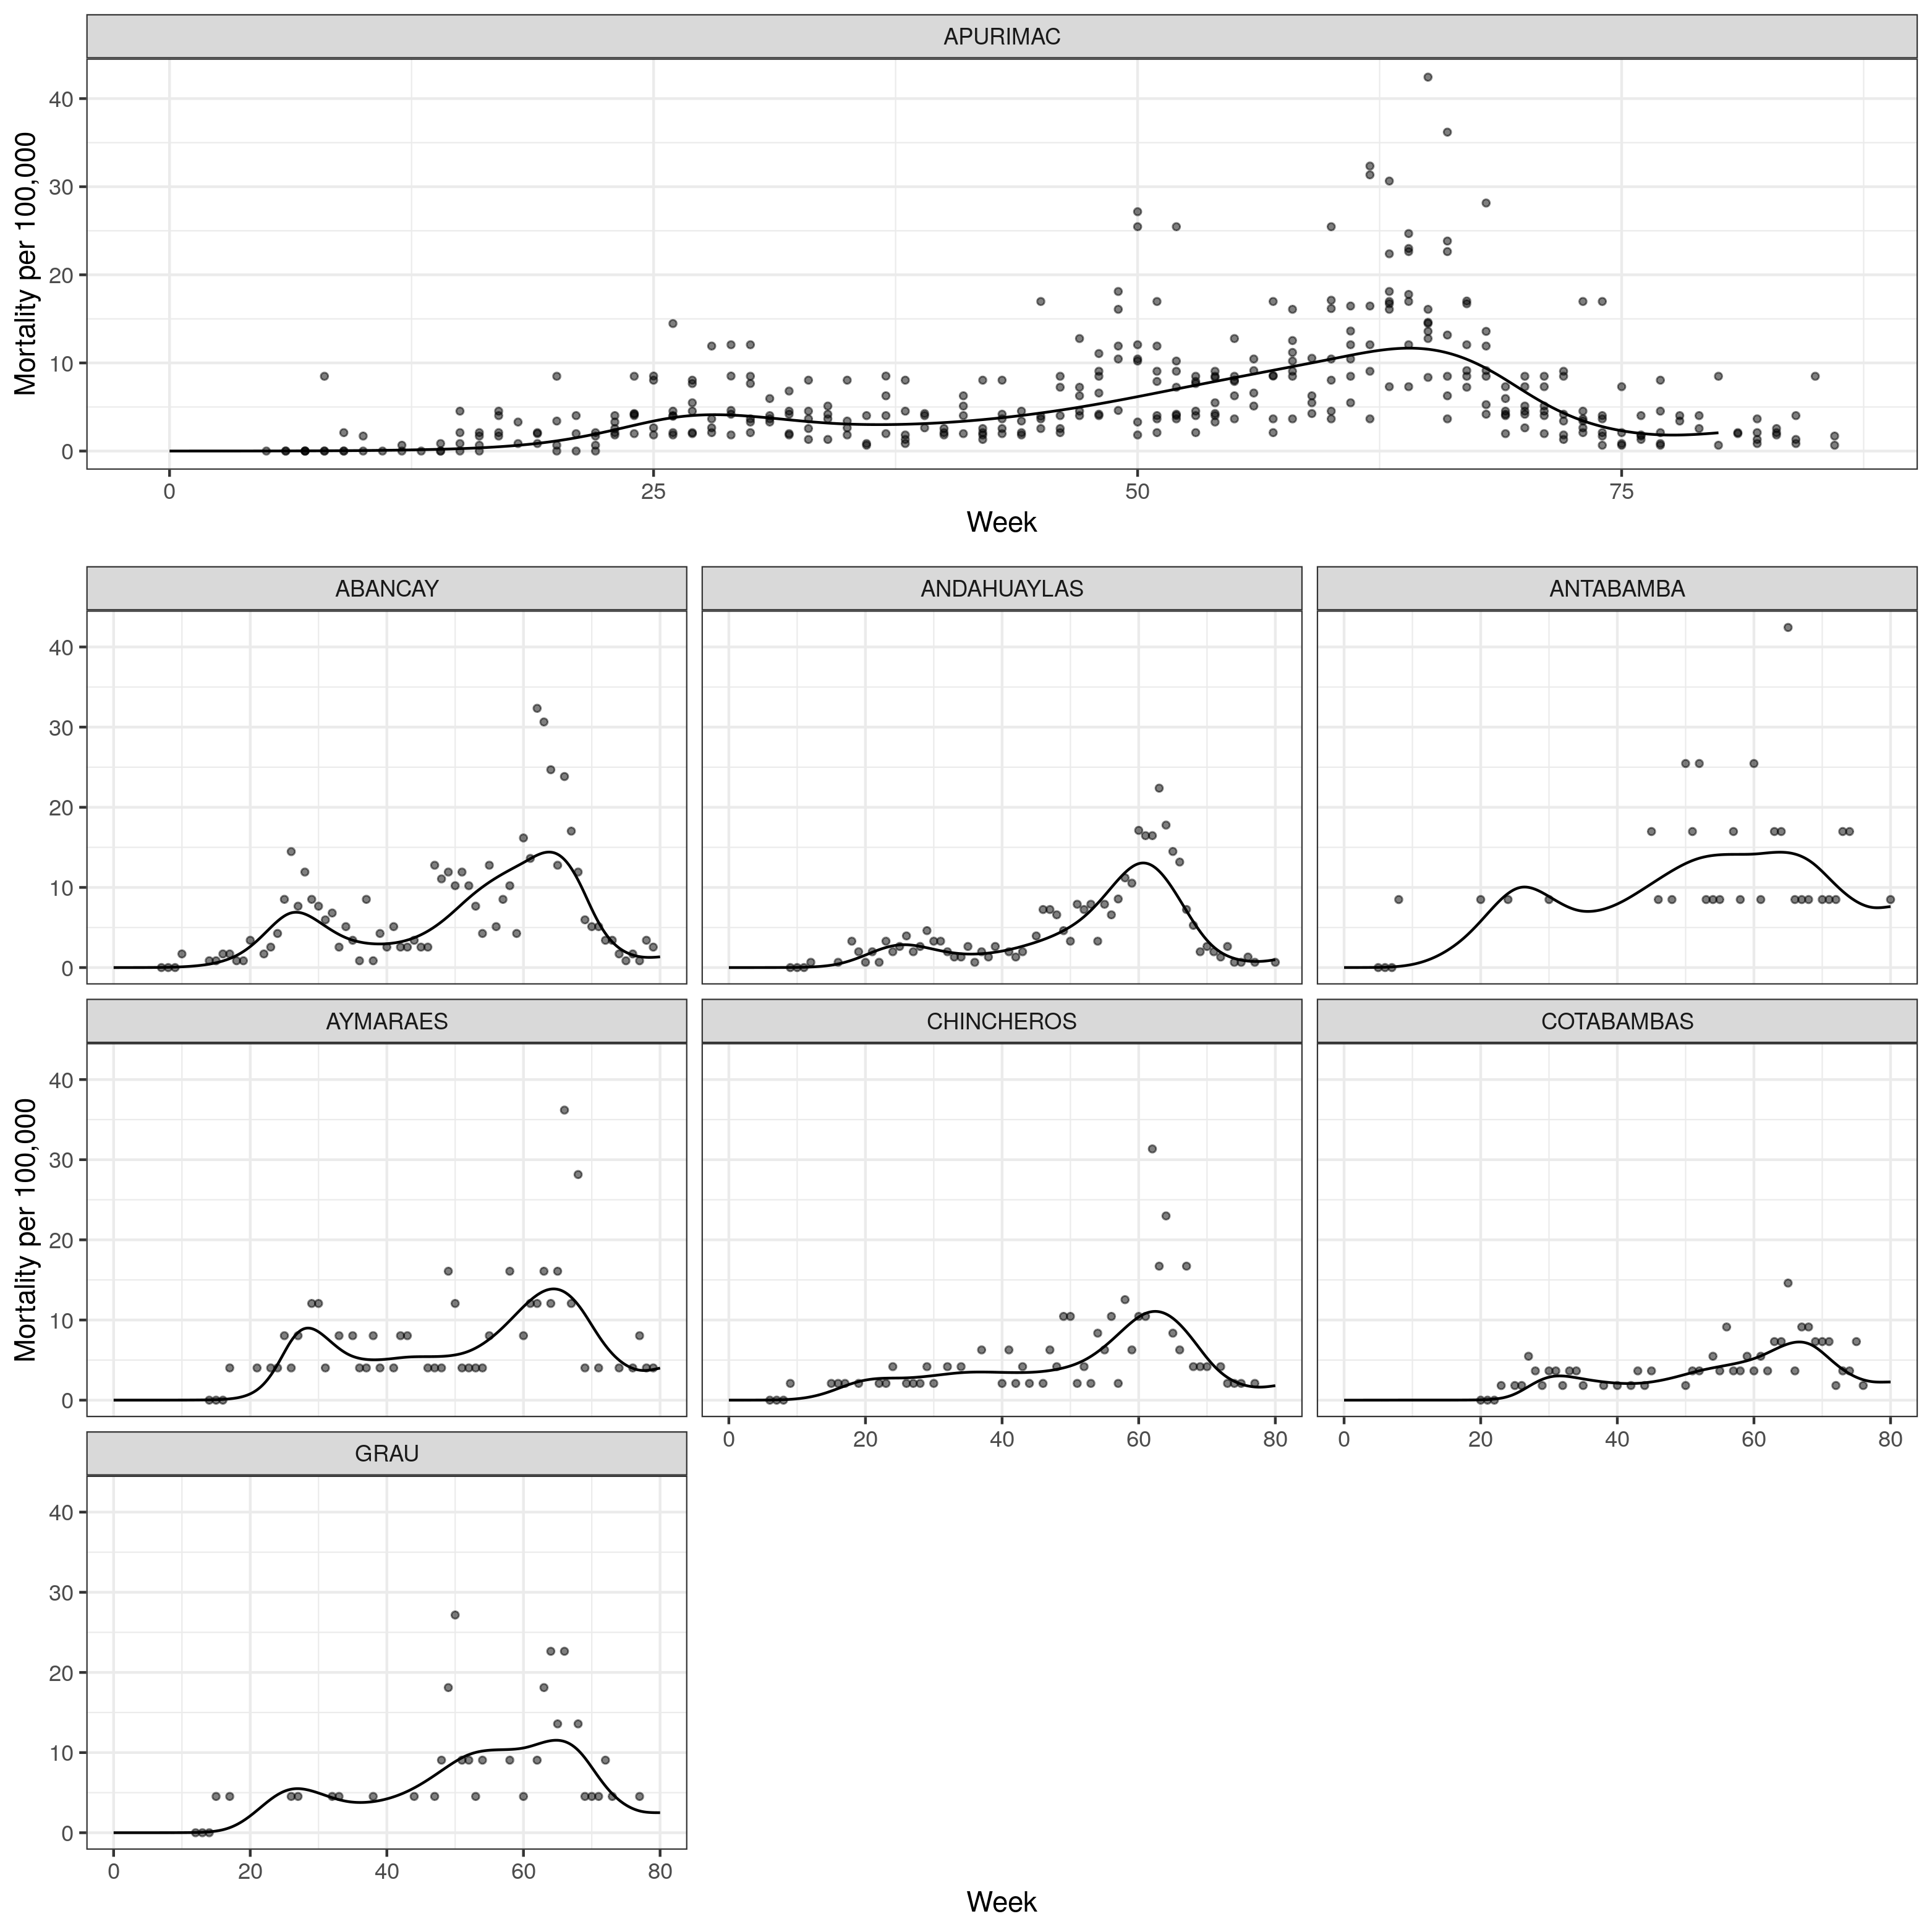 APURIMAC
Mortality per 100,000
40
30
20
10
0
0 25 50 75
Week
ABANCAY ANDAHUAYLAS ANTABAMBA
40
30
20
10
0
AYMARAES CHINCHEROS COTABAMBAS
Mortality per 100,000
40
30
20
10
0
0 20 40 60 80 0 20 40 60 80
GRAU
40
30
20
10
0
0 20 40 60 80
Week